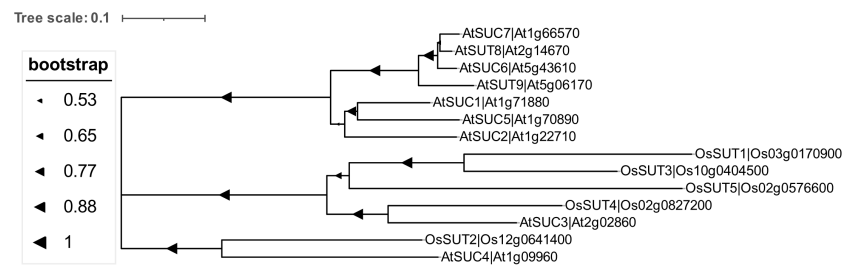 Tree scale: 0.1
bootstrap
0.53
0.65
0.77
0.88
1
AtSUC7|At1g66570
AtSUT8|At2g14670
AtSUC6|At5g43610
AtSUT9|At5g06170
AtSUC1|At1g71880
AtSUC5|At1g70890
AtSUC2|At1g22710
OsSUT1|Os03g0170900
OsSUT3|Os10g0404500
OsSUT5|Os02g0576600
OsSUT4|Os02g0827200
AtSUC3|At2g02860
OsSUT2|Os12g0641400
AtSUC4|At1g09960